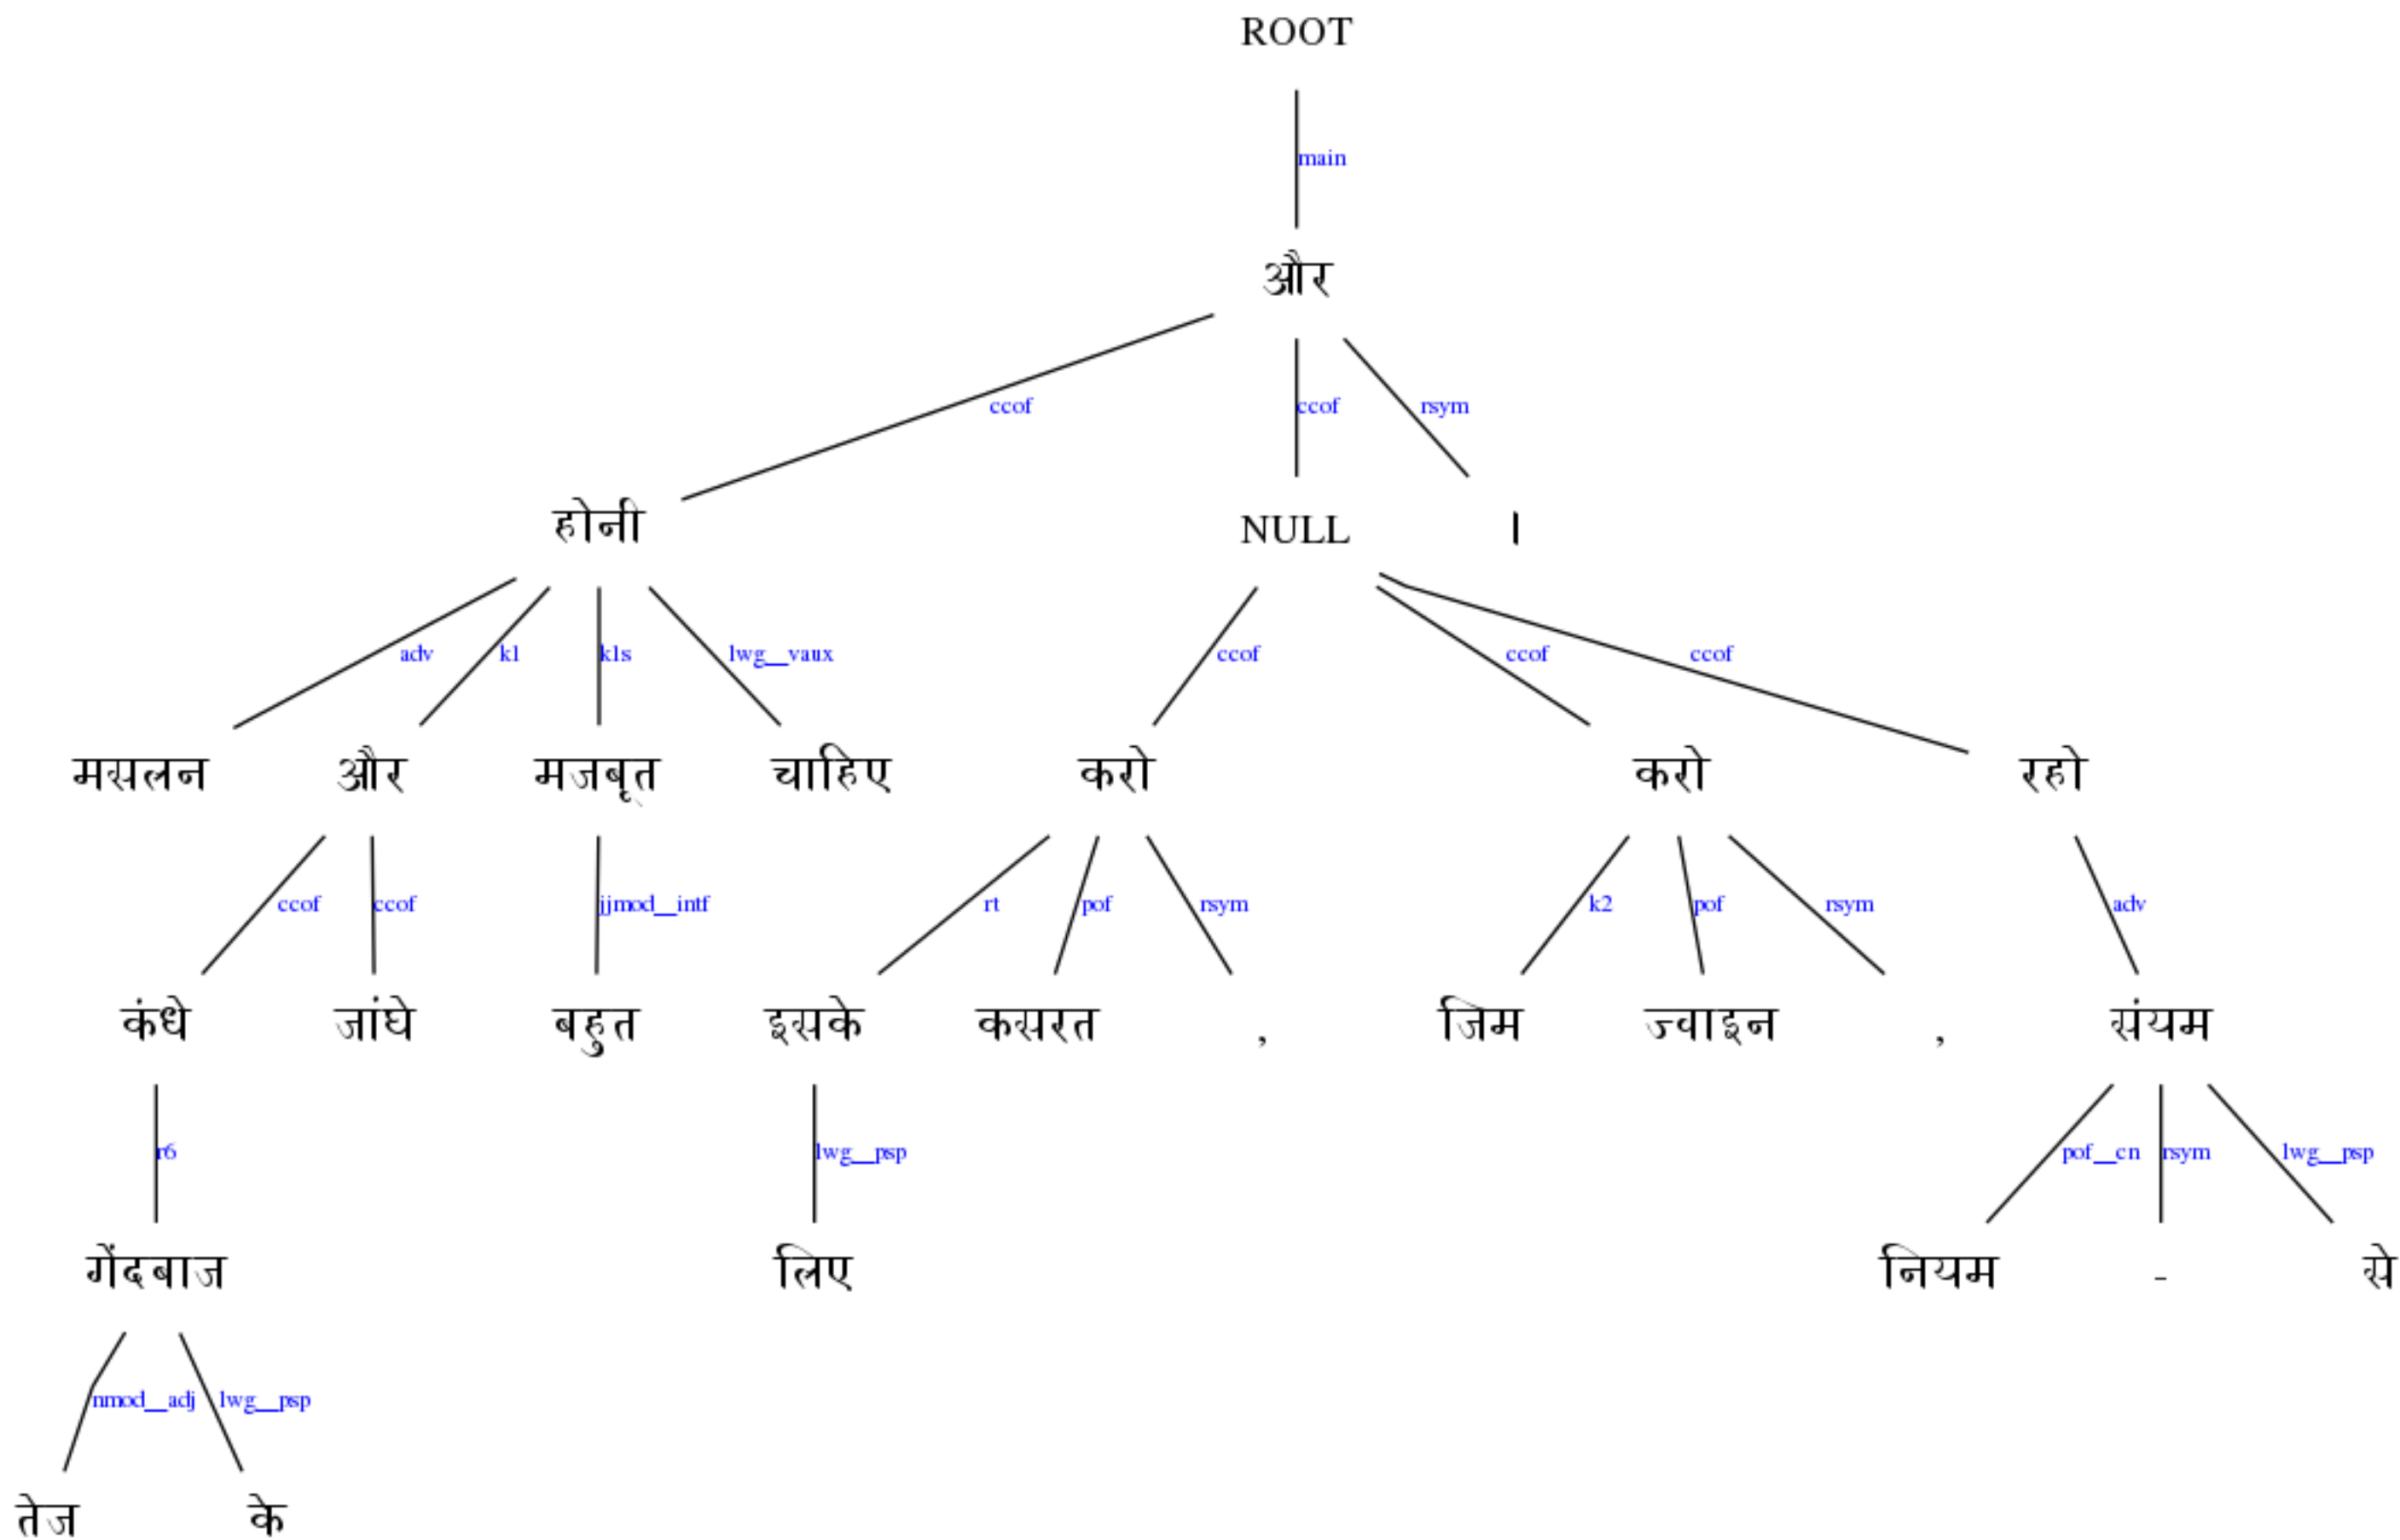 ROOT
main
और
ccof ccof rsym
होनी NULL ।
adv k1 k1s lwg__vaux ccof ccof ccof
मसलन और मजबूत चाहिए करो करो रहो
ccof ccof jjmod__intf rt pof rsym k2 pof rsym adv
कंधे जांघे बहुत इसके कसरत , जिम ज्वाइन , संयम
r6 lwg__psp pof__cn rsym lwg__psp
गेंदबाज लिए नियम - से
nmod__adj lwg__psp
तेज के